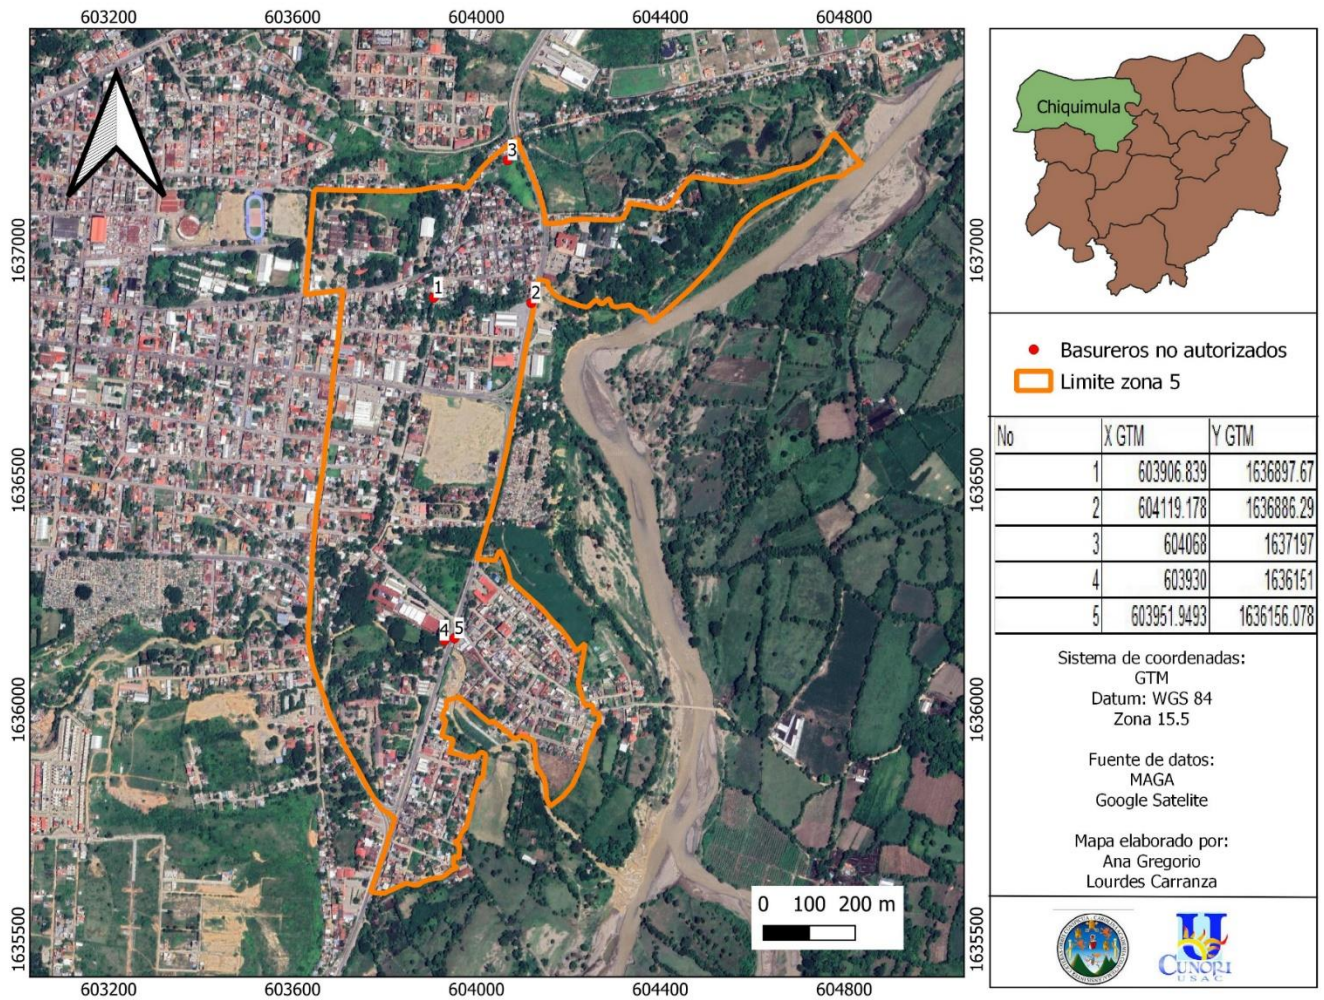 603200 603600 604000 604400 604800
1637000
1636500
1636000
1635500
3
1
2
4
5
0 100 200 m
1637000
1636500
1636000
1635500
603200 603600 604000 604400 604800
Chiquimula
Basureros no autorizados
Limite zona 5
No X GTM Y GTM
1 603906.839 1636897.67
2 604119.178 1636886.29
3 604068 1637197
4 603930 1636151
5 603951.9493 1636156.078
Sistema de coordenadas:
GTM
Datum: WGS 84
Zona 15.5
Fuente de datos:
MAGA
Google Satelite
Mapa elaborado por:
Ana Gregorio
Lourdes Carranza
U
CUNORI
USAC